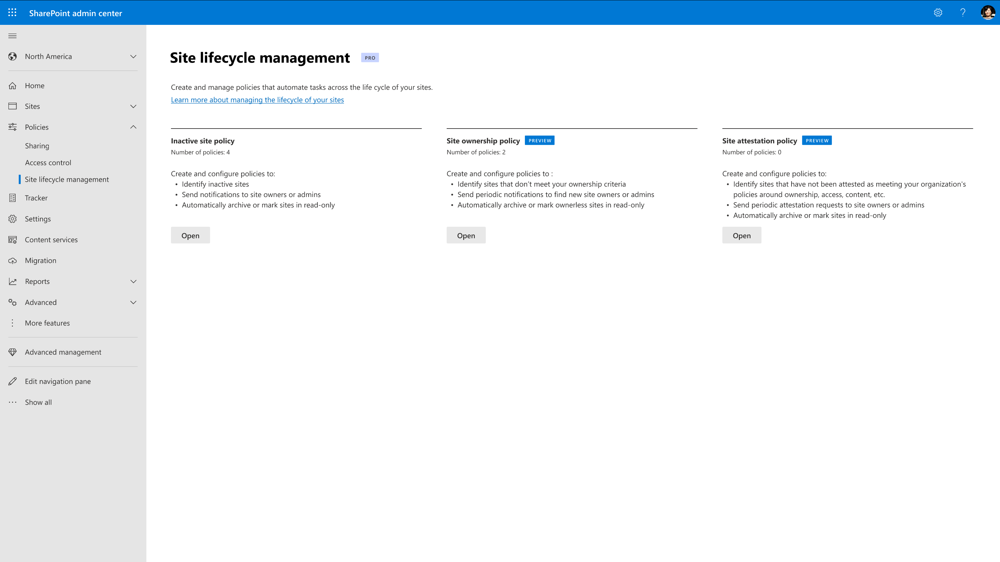 SharePoint admin center
North America
Home
Sites
Policies
Sharing
Access control
Site lifecycle management
Tracker
Settings
Content services
Migration
Reports
Advanced
More features
Advanced management
Edit navigation pane
Show all
Site lifecycle management PRO
Create and manage policies that automate tasks across the life cycle of your sites.
Learn more about managing the lifecycle of your sites
Inactive site policy
Number of policies: 4
Create and configure policies to:
• Identify inactive sites
• Send notifications to site owners or admins
• Automatically archive or mark sites in read-only
Open
Site ownership policy PREVIEW
Number of policies: 2
Create and configure policies to :
• Identify sites that don’t meet your ownership criteria
• Send periodic notifications to find new site owners or admins
• Automatically archive or mark ownerless sites in read-only
Open
Site attestation policy PREVIEW
Number of policies: 0
Create and configure policies to:
• Identify sites that have not been attested as meeting your organization's
policies around ownership, access, content, etc.
• Send periodic attestation requests to site owners or admins
• Automatically archive or mark sites in read-only
Open